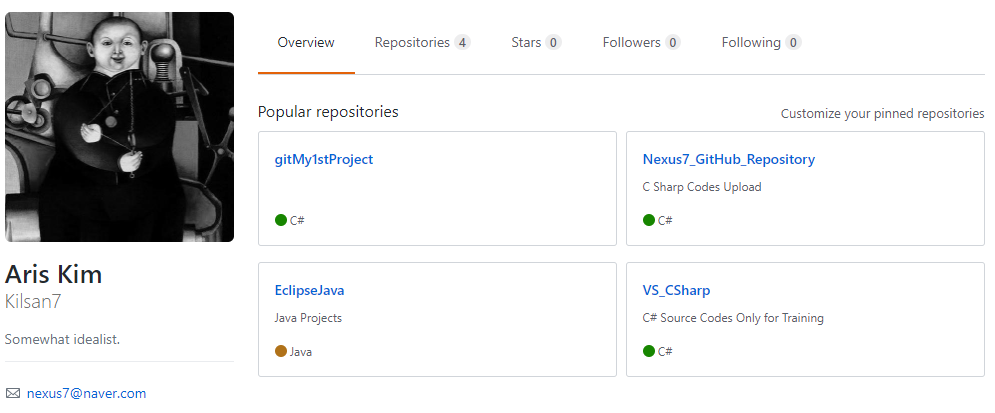 Overview Repositories 4 Stars 0 Followers 0 Following 0
Popular repositories
Customize your pinned repositories
gitMy1stProject
C#
Nexus7_GitHub_Repository
C Sharp Codes Upload
C#
EclipseJava
Java Projects
Java
VS_CSharp
C# Source Codes Only for Training
C#
Aris Kim
Kilsan7
Somewhat idealist.
nexus7@naver.com